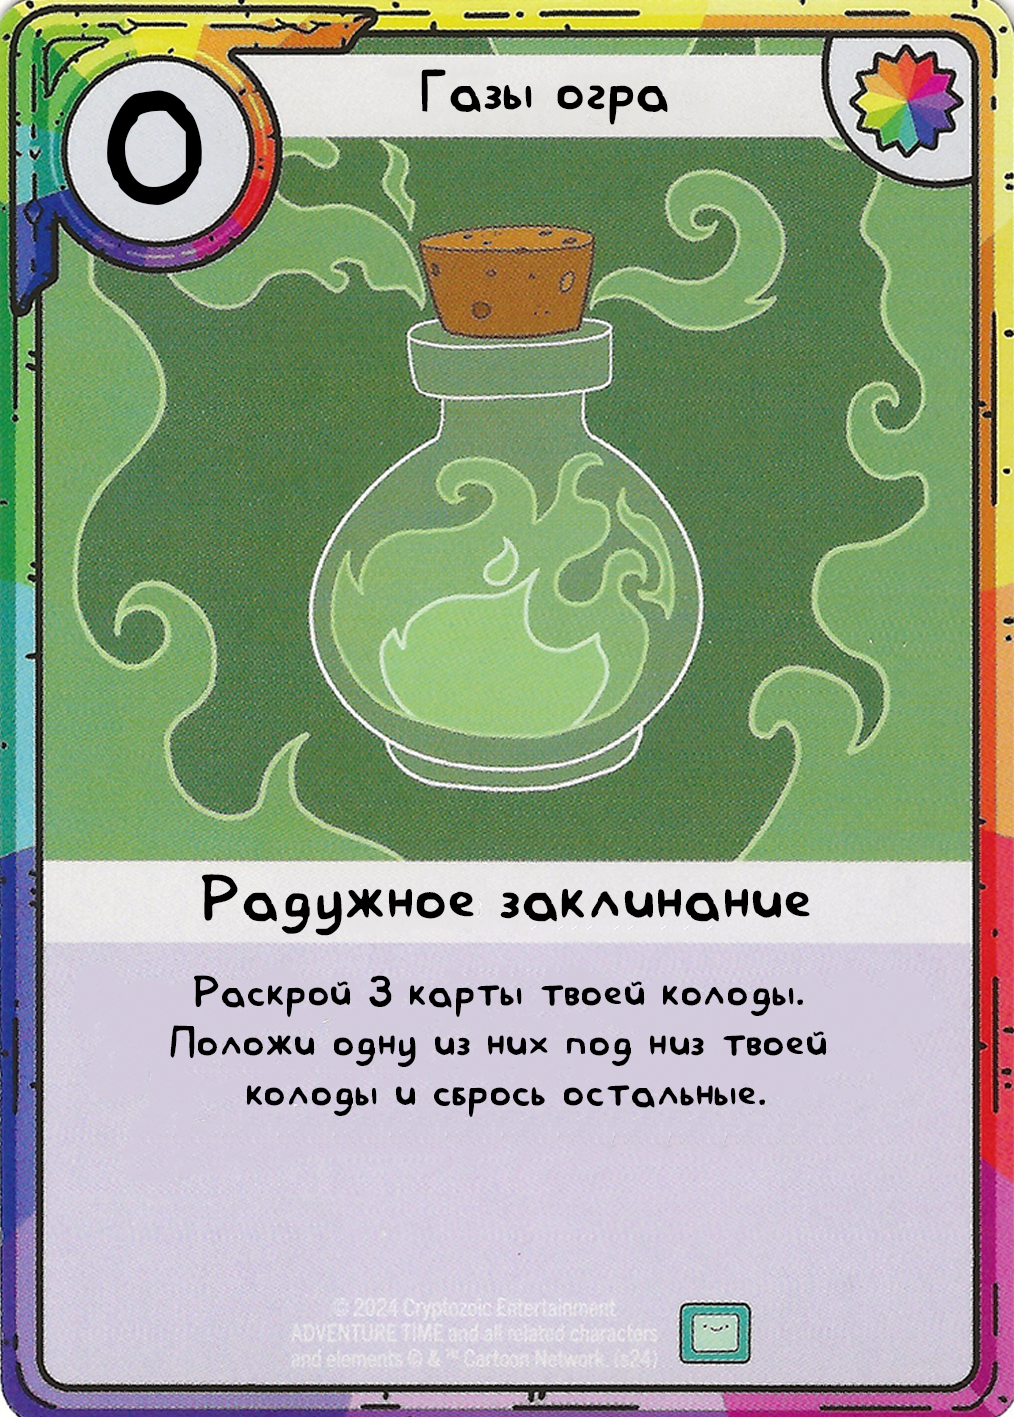 0
Газы огра
Радужное заклинание
Раскрой 3 карты твоей колоды.
Положи одну из них под низ твоей
колоды и сбрось остальные.
© 2024 Cryptozoic Entertainment
ADVENTURE TIME and all related characters
and elements © & ™ Cartoon Network. (s24)